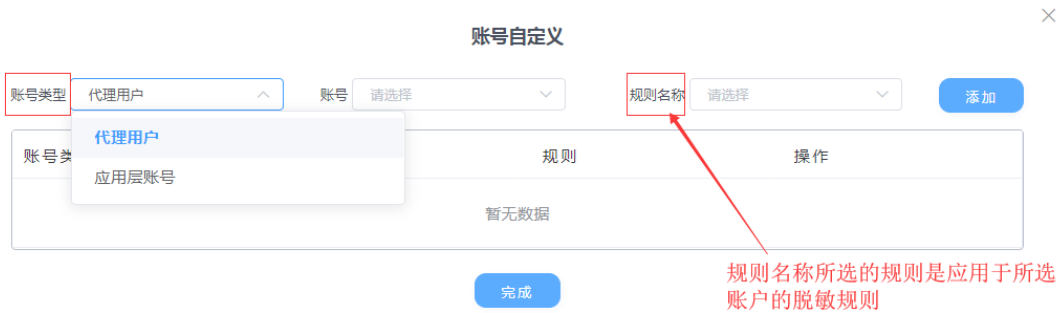 账号自定义
账号类型 代理用户 账号 请选择 规则名称 请选择 添加
代理用户
账号类 规则 操作
应用层账号
暂无数据
规则名称所选的规则是应用于所选
账户的脱敏规则
完成